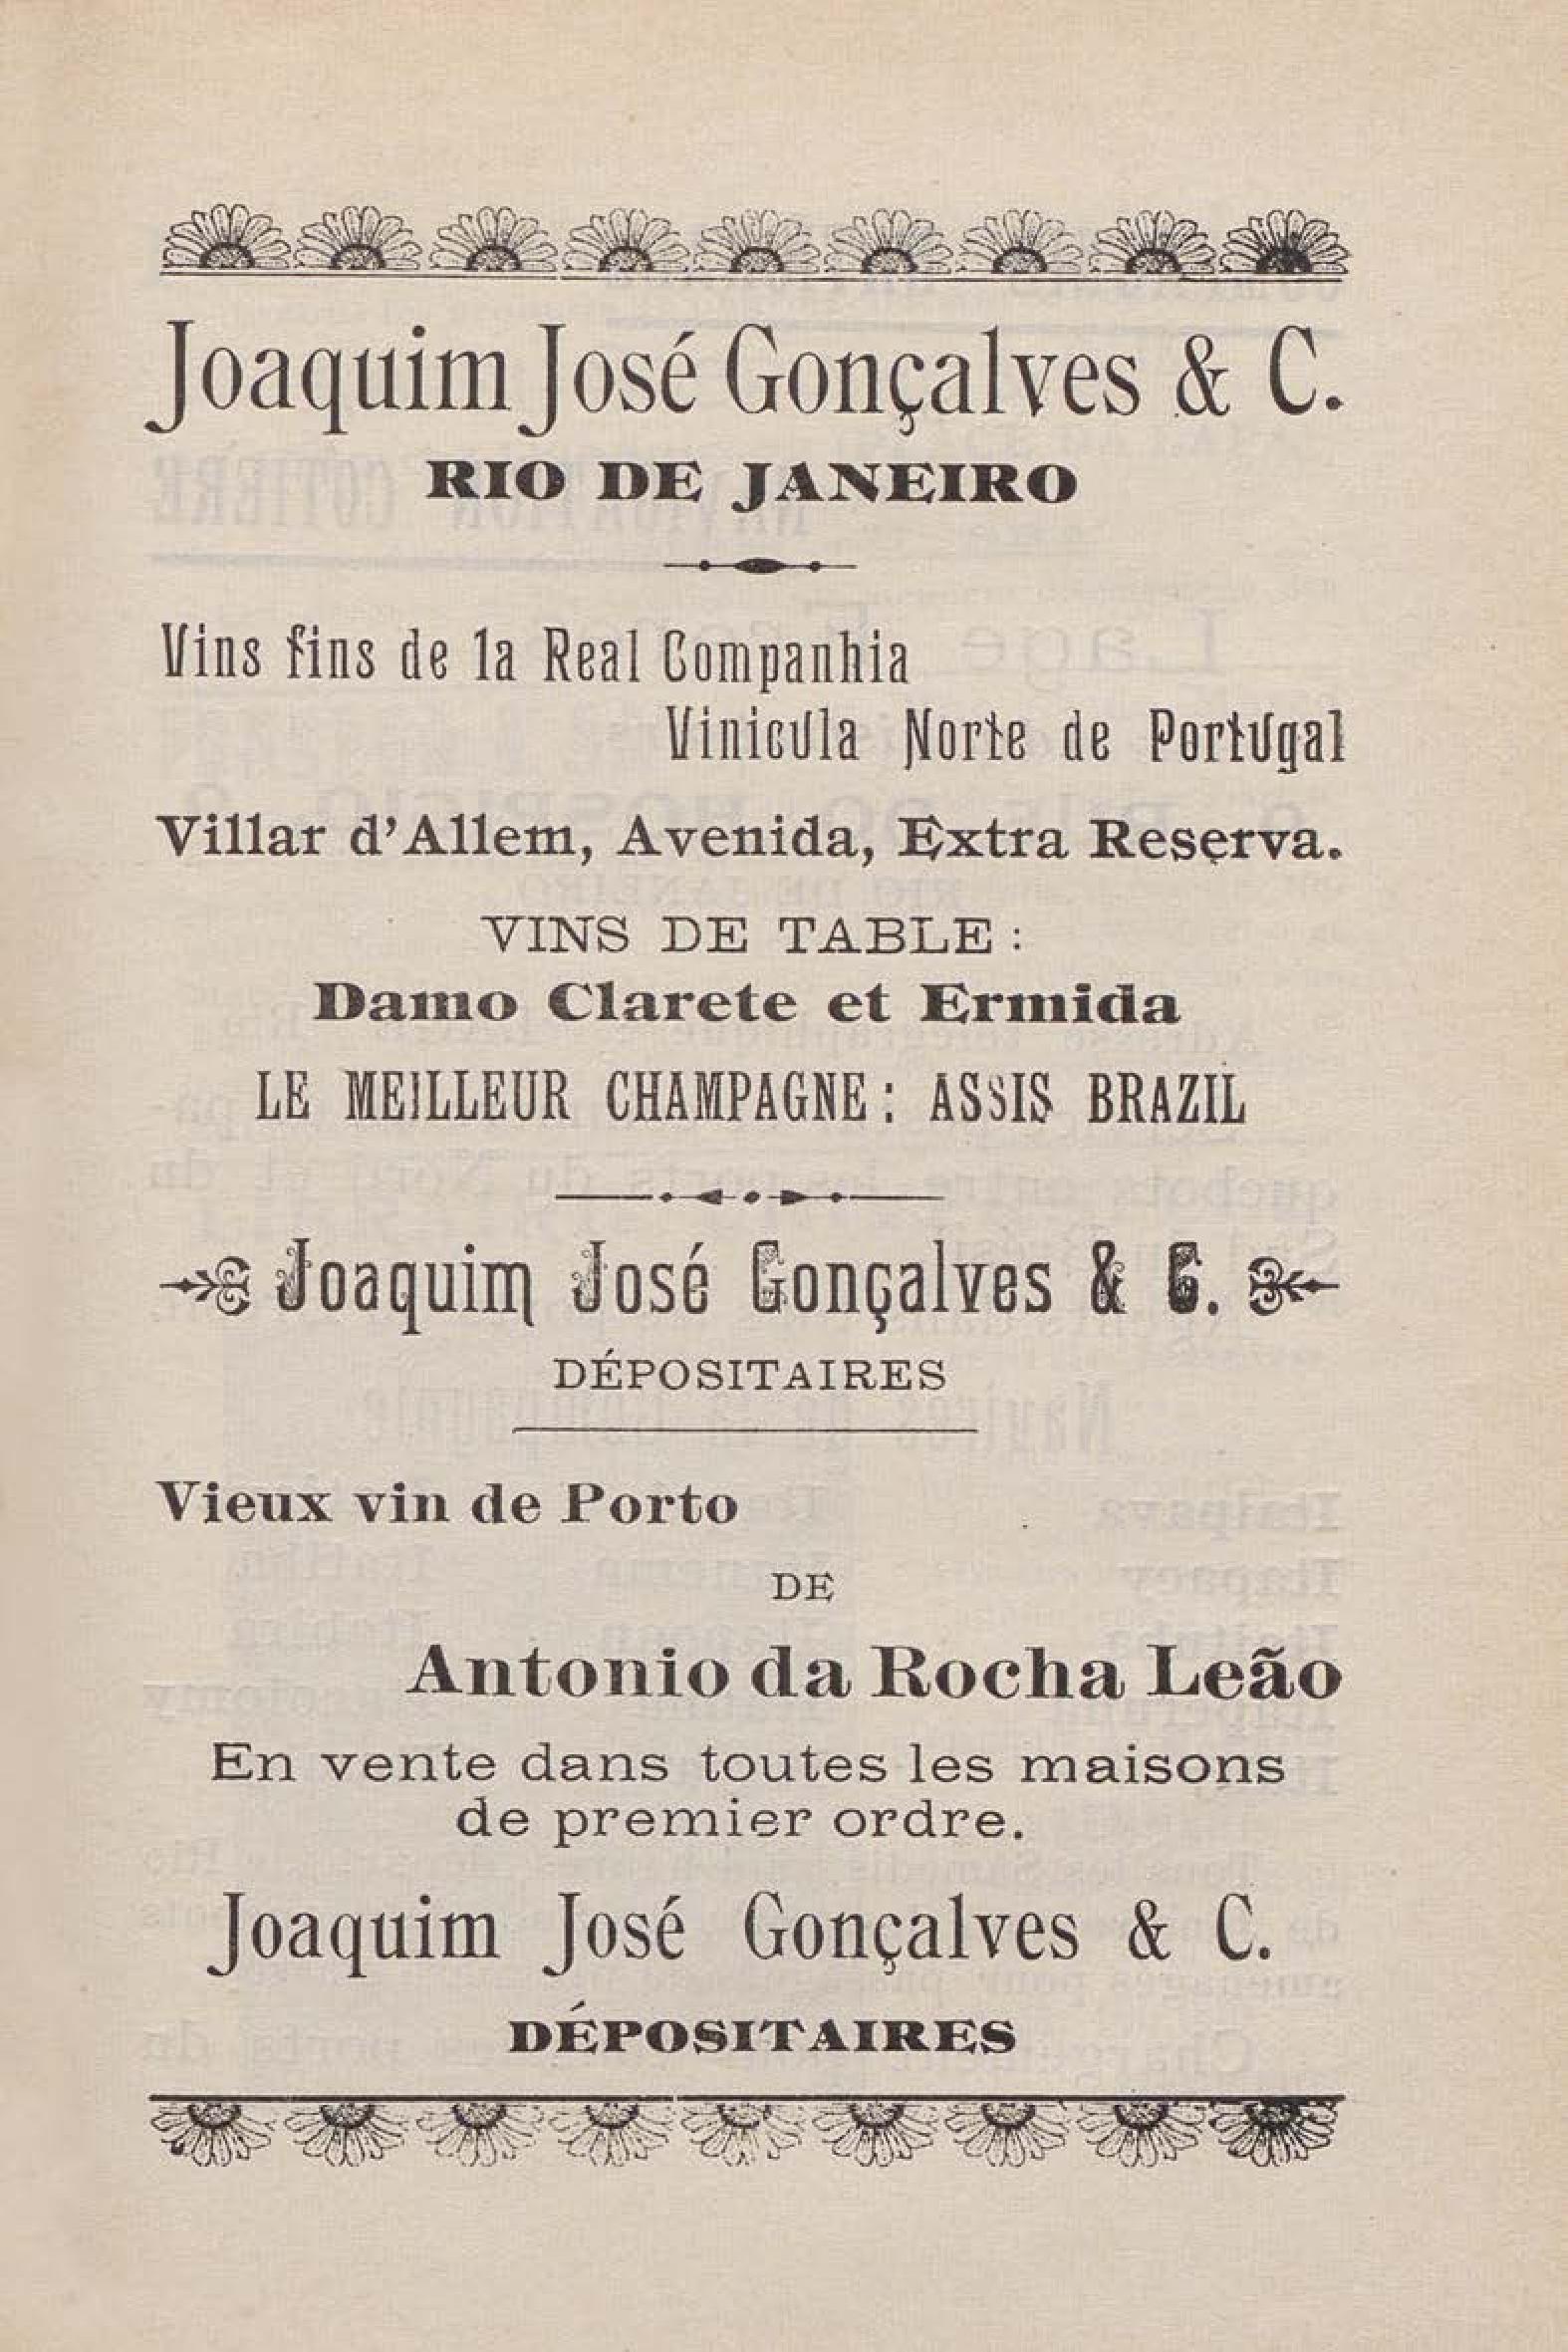 Joaquim José Gonçalves & C.
RIO DE JANEIRO
Vins fins de la Real Companhia
Vinicula Norte de Portugal
Villar d'Allem, Avenida, Extra Reserva.
VINS DE TABLE :
Damo Clarete et Ermida
LE MEILLEUR CHAMPAGNE : ASSIS BRAZIL
Joaquim José Gonçalves & C.
DÉPOSITAIRES
Vieux vin de Porto
DE
Antonio da Rocha Leão
En vente dans toutes les maisons
de premier ordre.
Joaquim José Gonçalves & C.
DÉPOSITAIRES